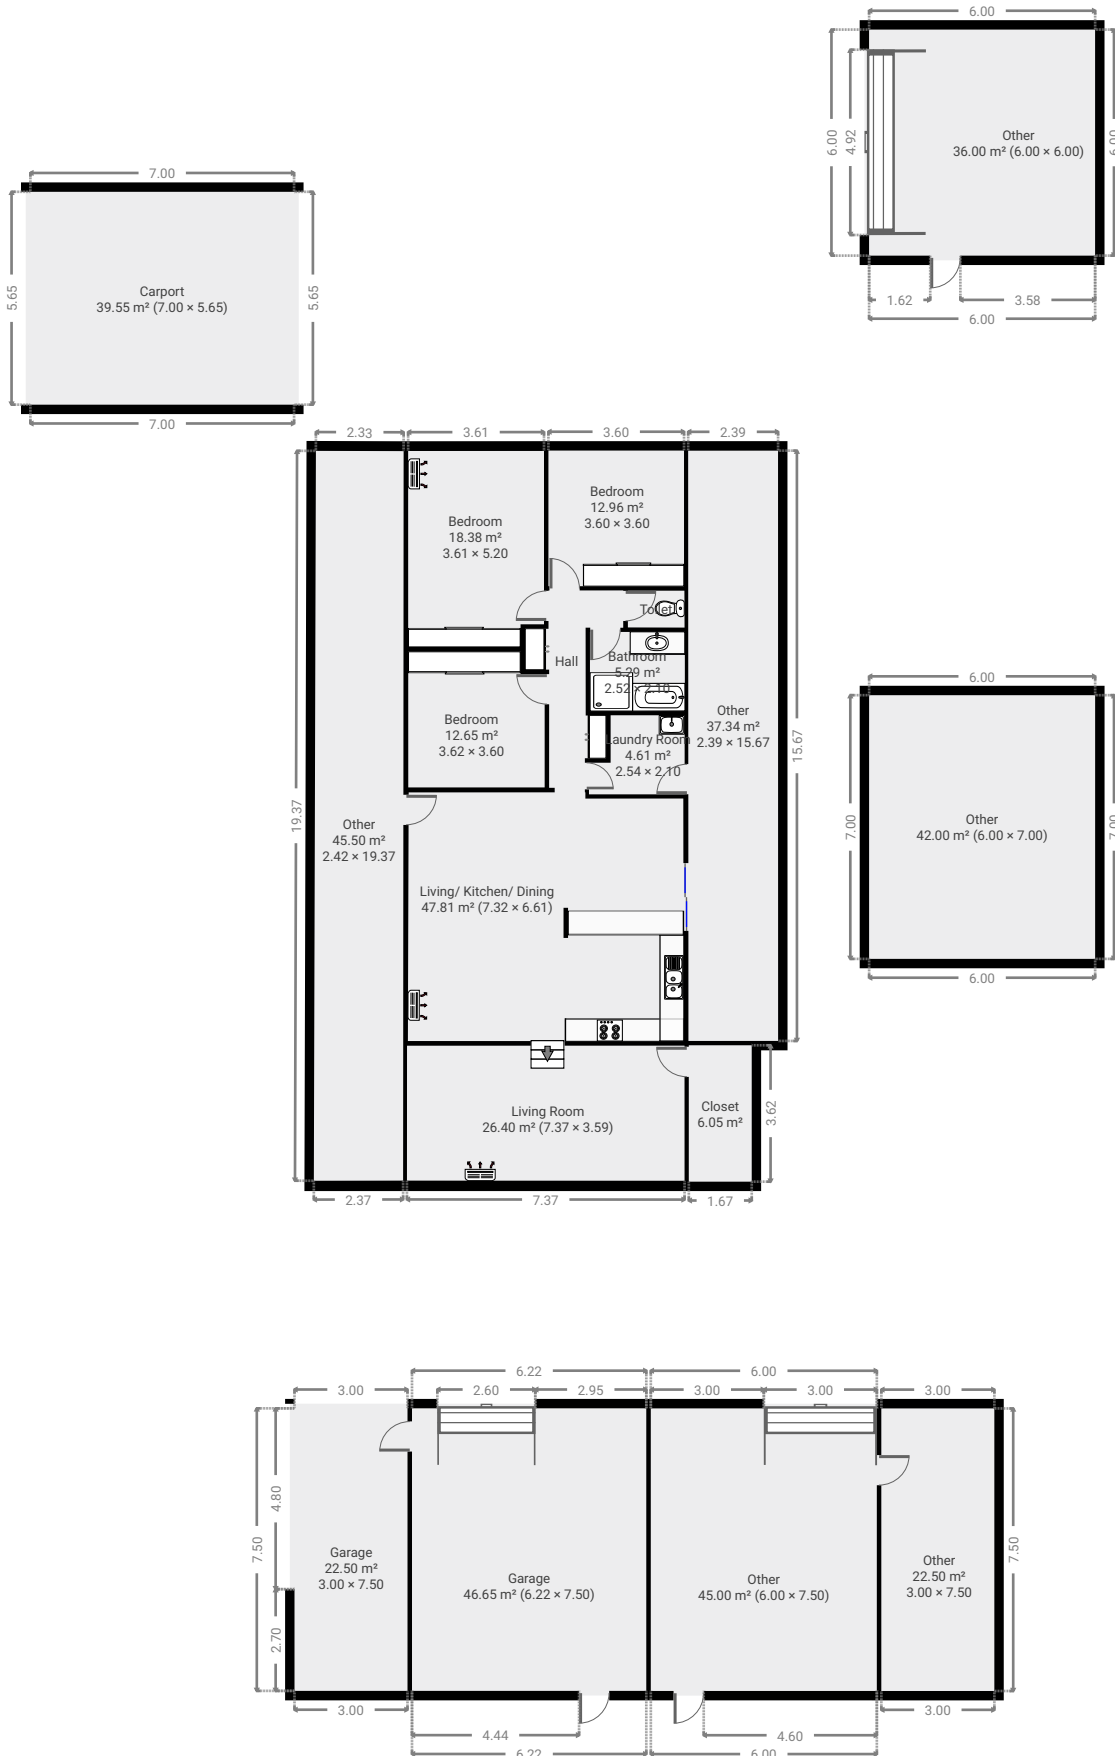 6.00
6.00
4.92
Other
36.00 m² (6.00 × 6.00)
6.00
1.62
3.58
6.00
7.00
5.65
Carport
39.55 m² (7.00 × 5.65)
5.65
7.00
2.33
3.61
3.60
2.39
Bedroom
18.38 m²
3.61 × 5.20
Bedroom
12.96 m²
3.60 × 3.60
Toilet
Hall
Bathroom
5.29 m²
2.52 × 2.10
Bedroom
12.65 m²
3.62 × 3.60
Laundry Room
4.61 m²
2.54 × 2.10
Other
37.34 m²
2.39 × 15.67
15.67
19.37
Other
45.50 m²
2.42 × 19.37
Living/ Kitchen/ Dining
47.81 m² (7.32 × 6.61)
Living Room
26.40 m² (7.37 × 3.59)
Closet
6.05 m²
3.62
2.37
7.37
1.67
6.00
7.00
Other
42.00 m² (6.00 × 7.00)
7.00
6.00
6.22
6.00
3.00
2.60
2.95
3.00
3.00
3.00
7.50
4.80
2.70
Garage
22.50 m²
3.00 × 7.50
Garage
46.65 m² (6.22 × 7.50)
Other
45.00 m² (6.00 × 7.50)
Other
22.50 m²
3.00 × 7.50
7.50
3.00
4.44
4.60
3.00
6.22
6.00